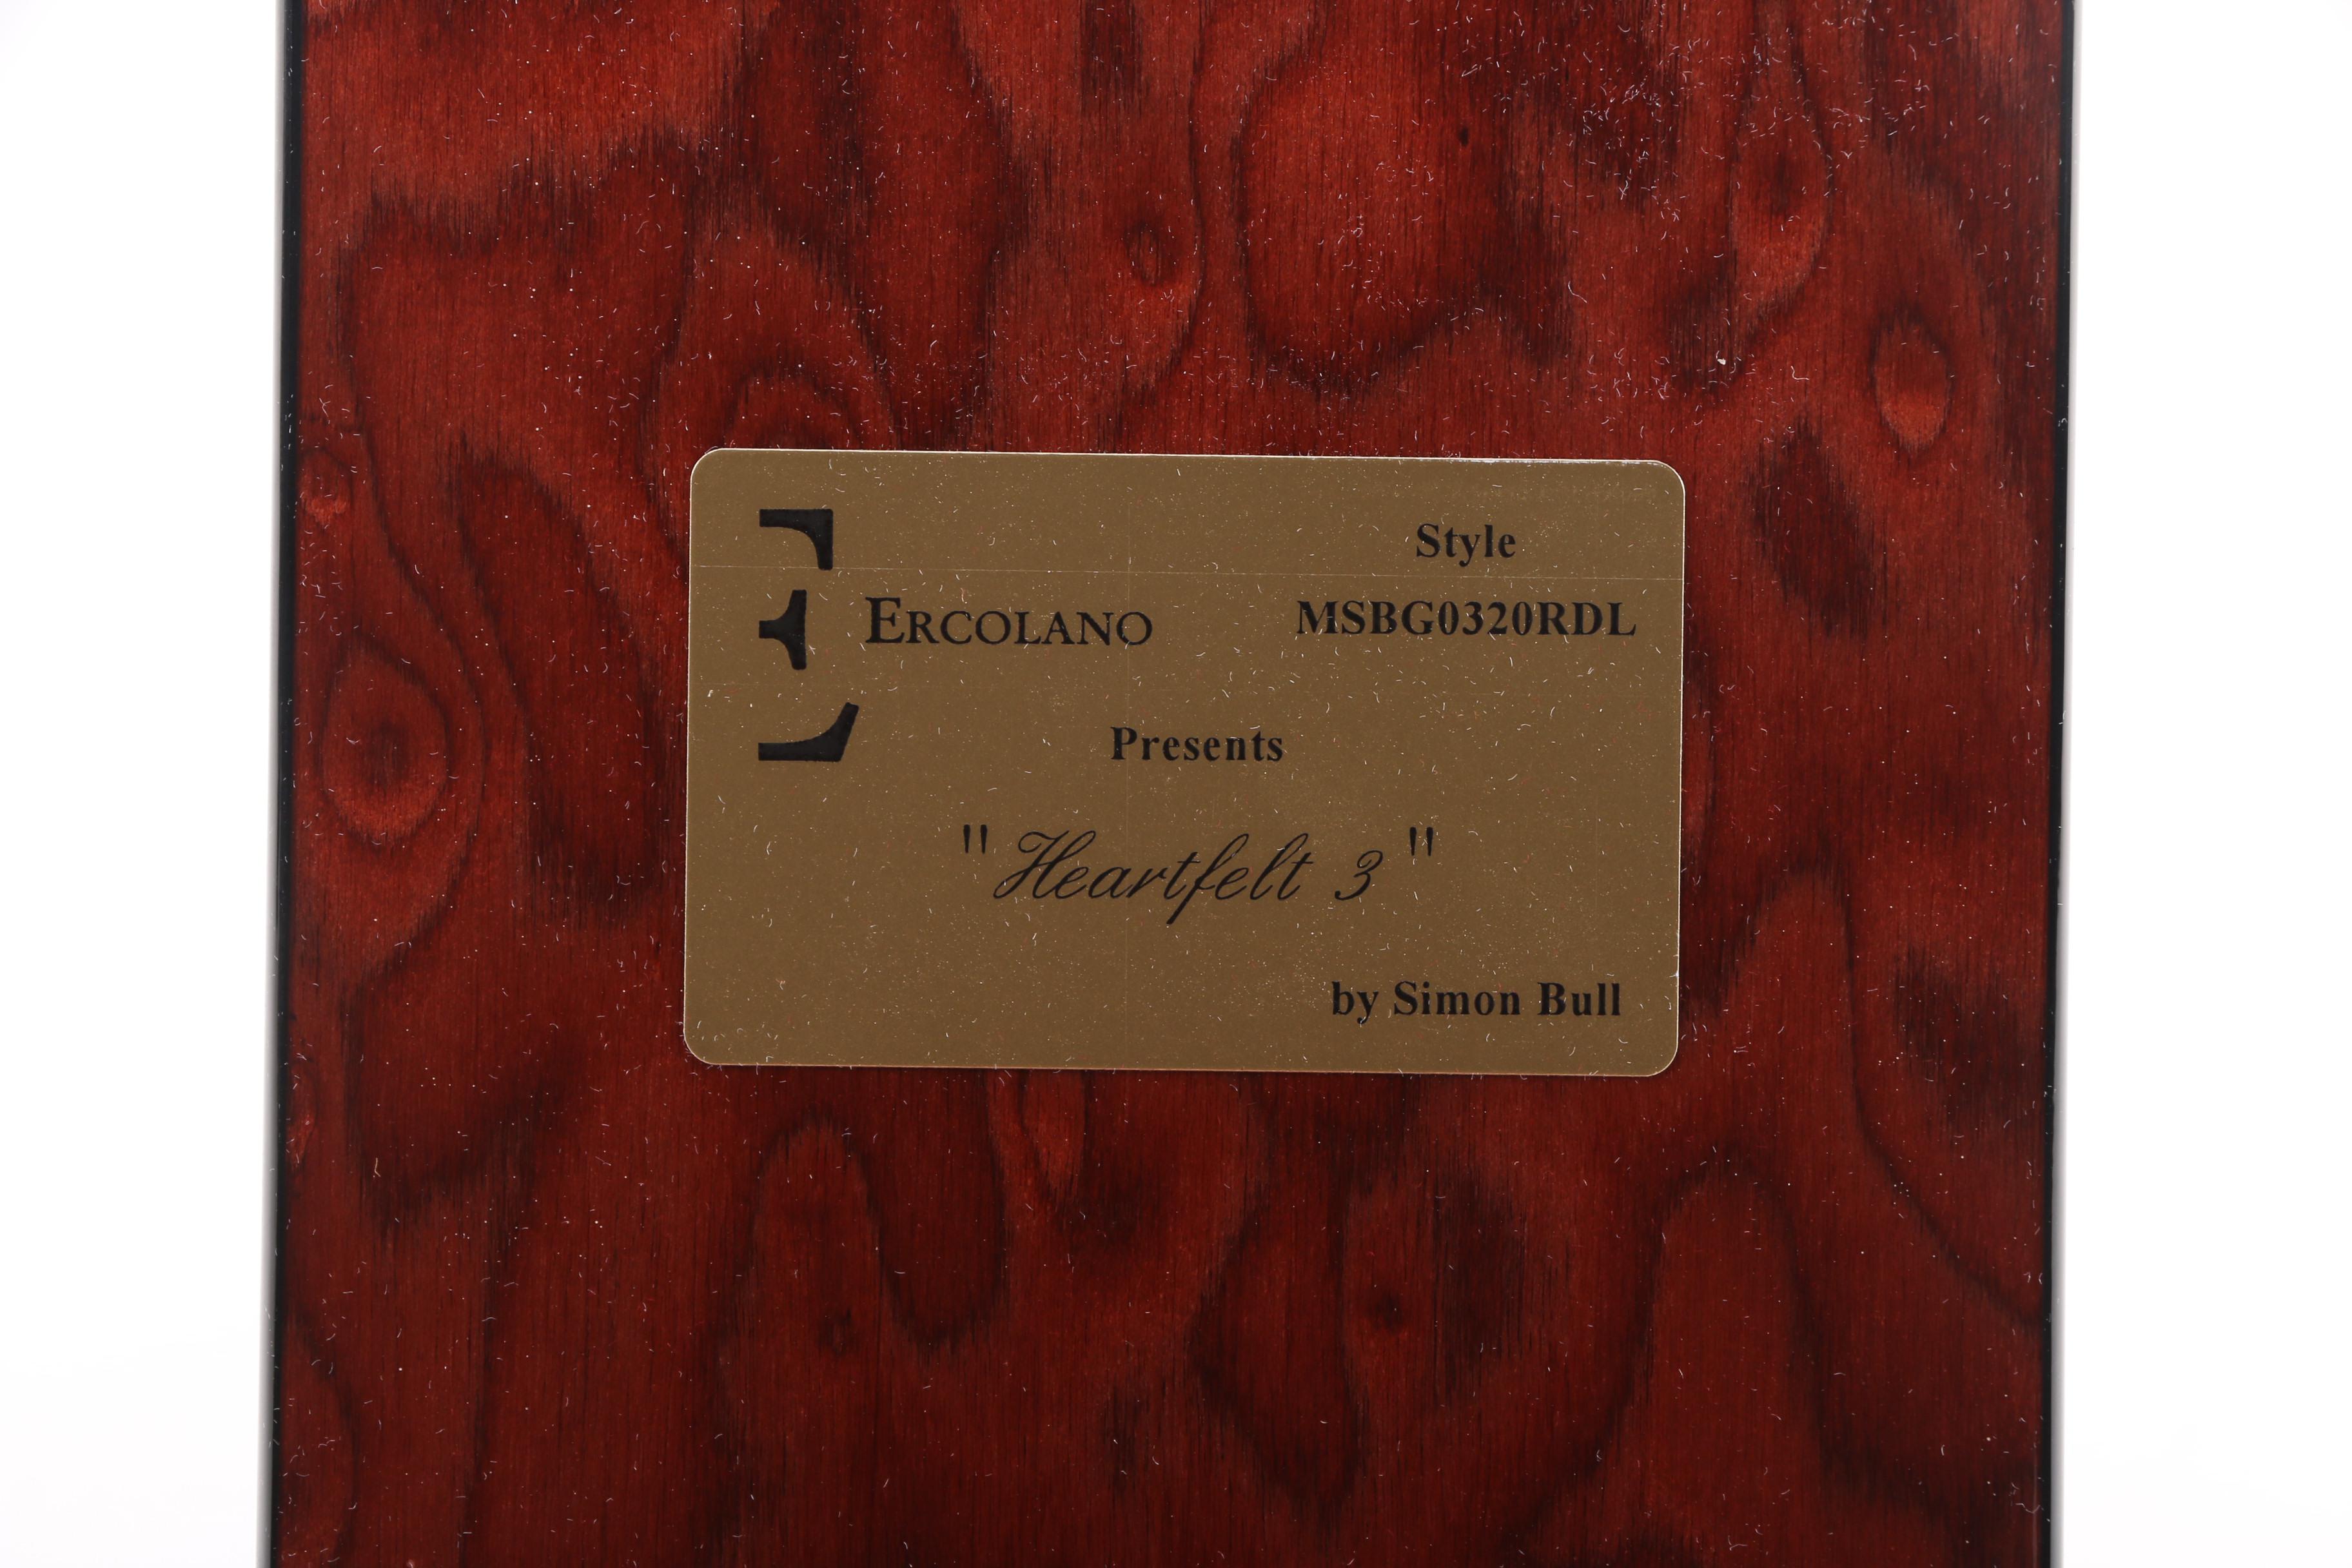 Style
ERCOLANO MSBG0320RDL
Presents
"Heartfelt 3"
by Simon Bull